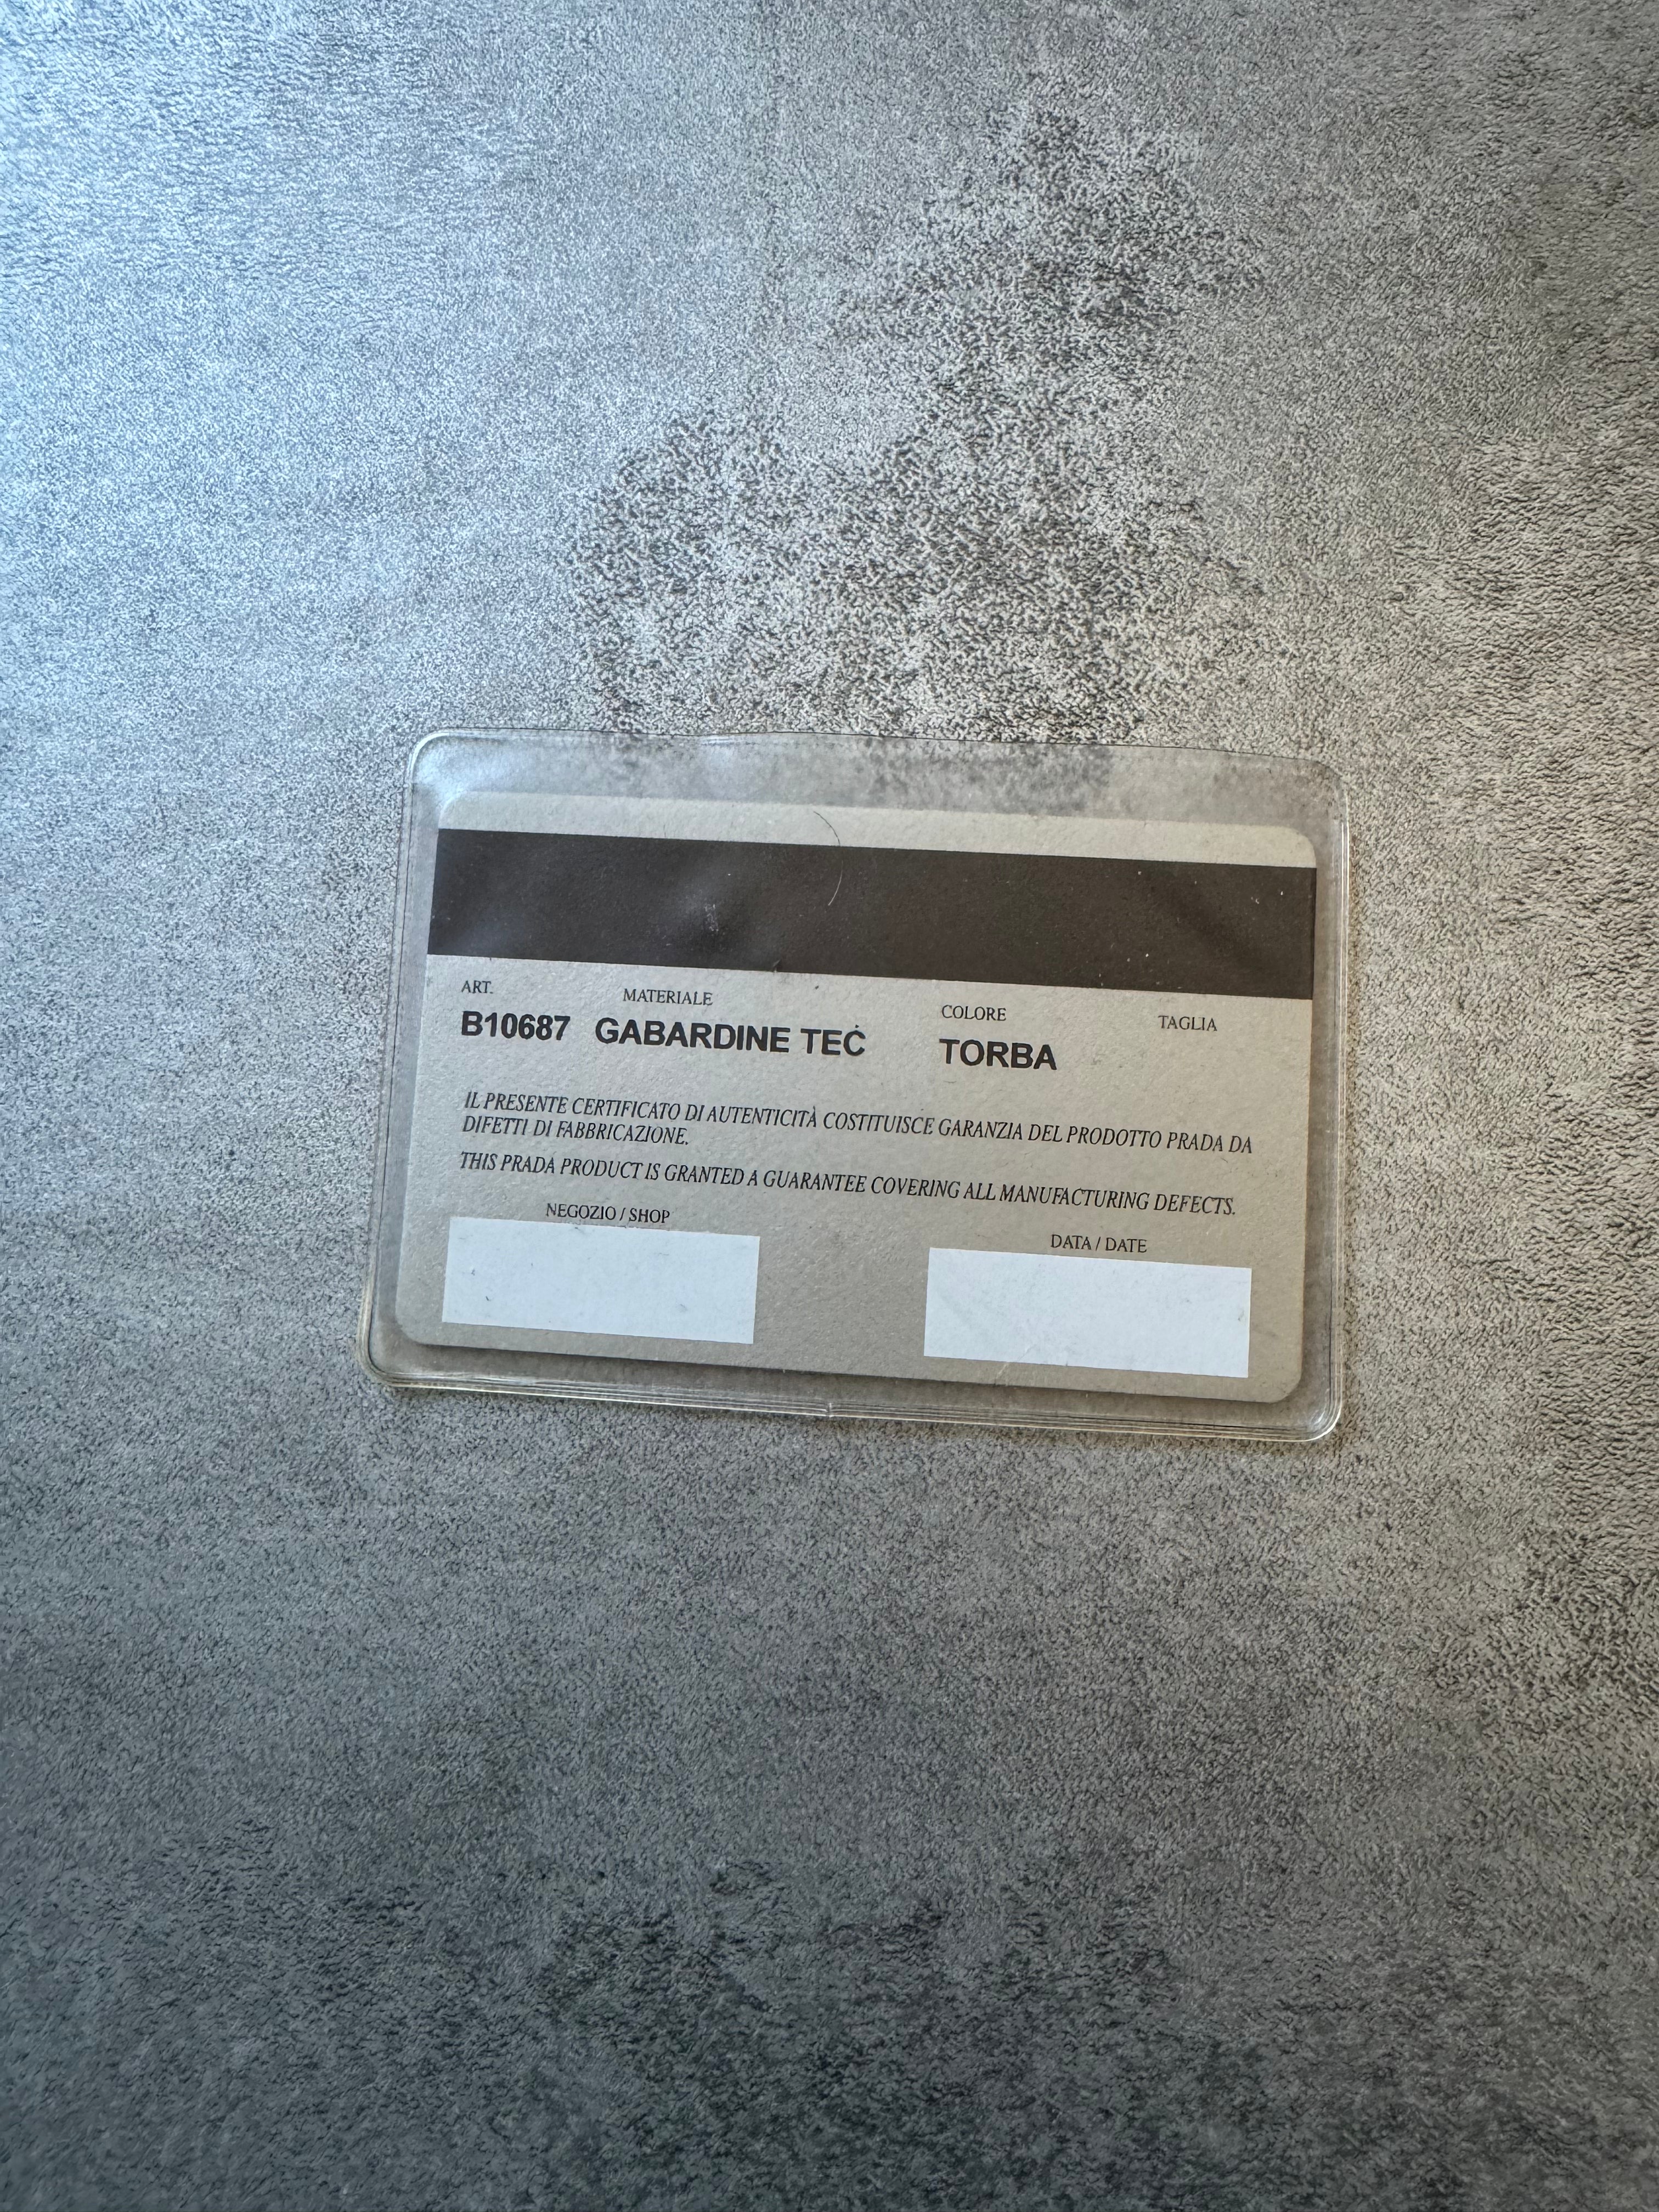 ART. MATERIALE COLORE TAGLIA
B10687 GABARDINE TEC TORBA
IL PRESENTE CERTIFICATO DI AUTENTICITÀ COSTITUISCE GARANZIA DEL PRODOTTO PRADA DA
DIFETTI DI FABBRICAZIONE.
THIS PRADA PRODUCT IS GRANTED A GUARANTEE COVERING ALL MANUFACTURING DEFECTS.
NEGOZIO / SHOP DATA / DATE